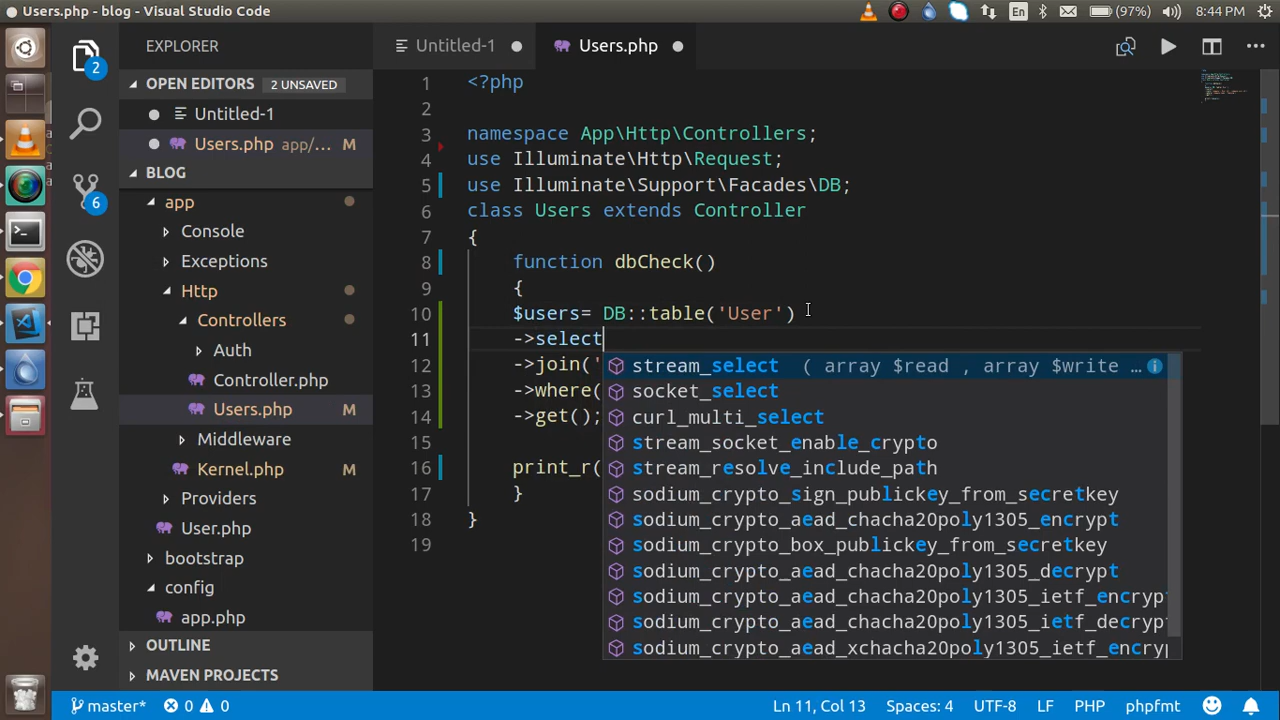 Users.php - blog - Visual Studio Code
En
(97%)
8:44 PM
EXPLORER
Untitled-1
Users.php
2
OPEN EDITORS 2 UNSAVED
Untitled-1
Users.php app/... M
BLOG
6
app
Console
Exceptions
Http
Controllers
Auth
Controller.php
Users.php M
Middleware
Kernel.php M
Providers
User.php
bootstrap
config
app.php
OUTLINE
MAVEN PROJECTS
1 <?php
2
3 namespace App\Http\Controllers;
4 use Illuminate\Http\Request;
5 use Illuminate\Support\Facades\DB;
6 class Users extends Controller
7 {
8 function dbCheck()
9 {
10 $users= DB::table('User')
11 ->select
12 ->join('
13 ->where(
14 ->get();
15
16 print_r(
17 }
18 }
19
stream_select ( array $read , array $write …
socket_select
curl_multi_select
stream_socket_enable_crypto
stream_resolve_include_path
sodium_crypto_sign_publickey_from_secretkey
sodium_crypto_aead_chacha20poly1305_encrypt
sodium_crypto_box_publickey_from_secretkey
sodium_crypto_aead_chacha20poly1305_decrypt
sodium_crypto_aead_chacha20poly1305_ietf_encrypt
sodium_crypto_aead_chacha20poly1305_ietf_decrypt
sodium_crypto_aead_xchacha20poly1305_ietf_encryp
master* 0 0
Ln 11, Col 13 Spaces: 4 UTF-8 LF PHP phpfmt